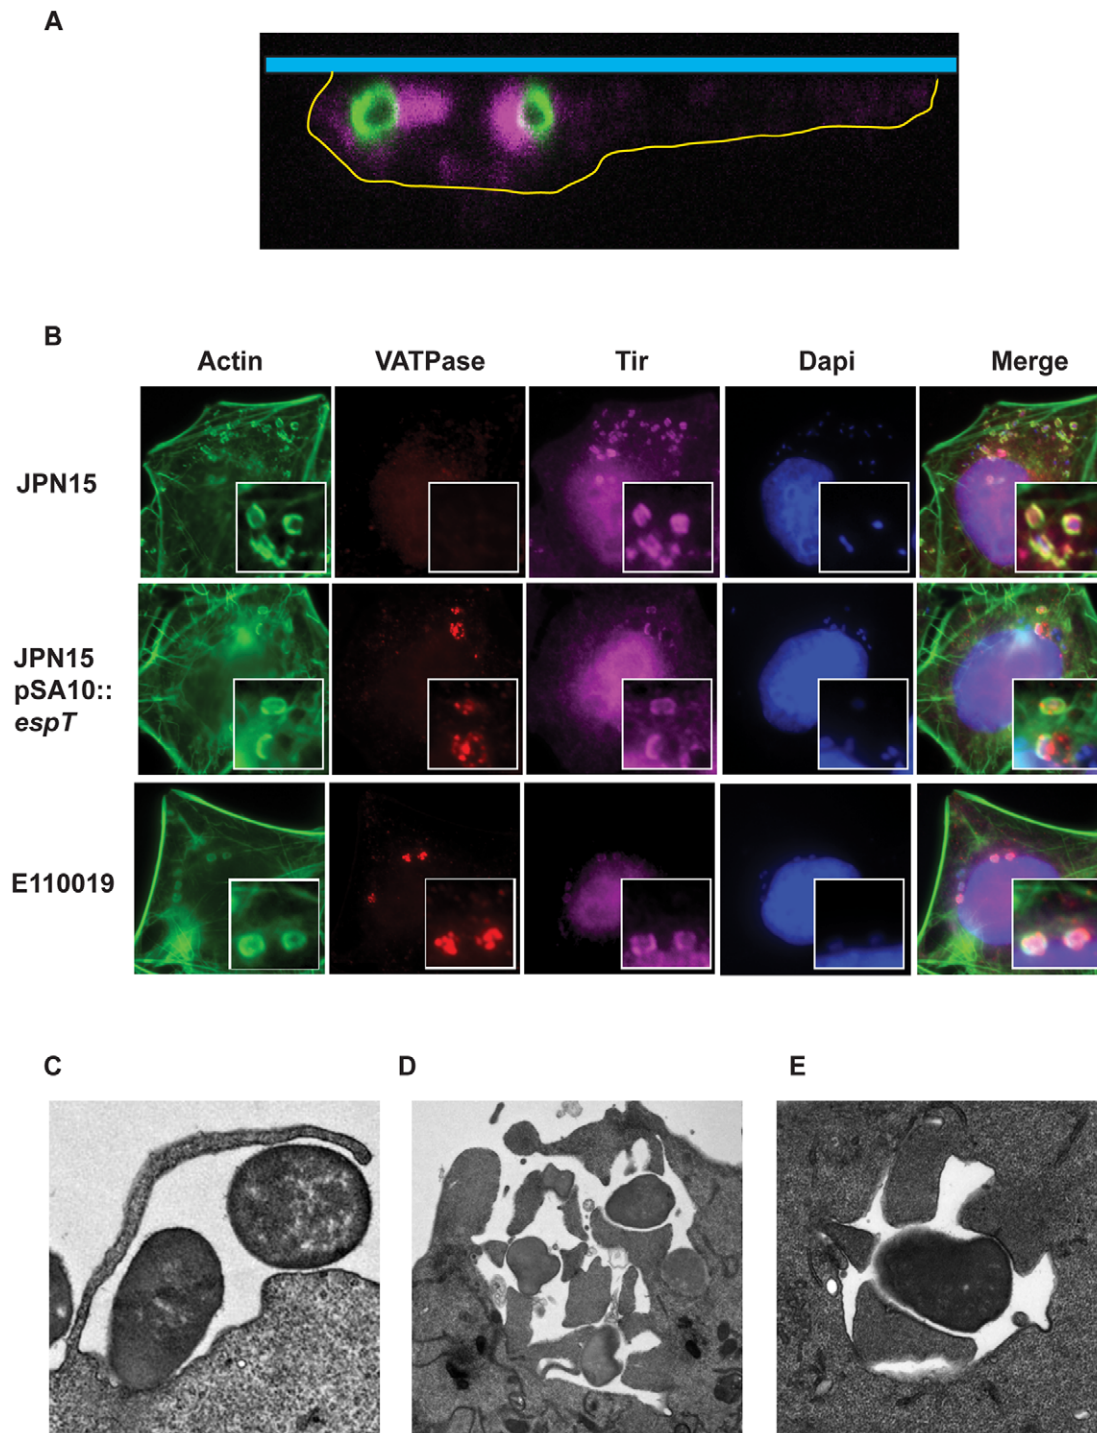 A
B
Actin VATPase Tir Dapi Merge
JPN15
JPN15
pSA10::
espT
E110019
C D E